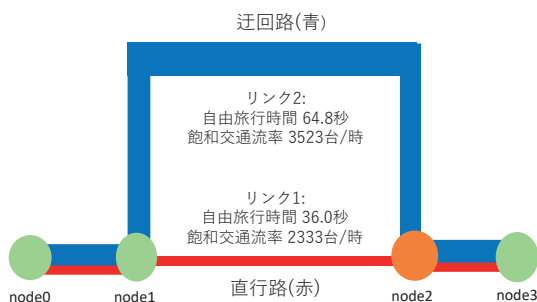 迂回路(青)
リンク2:
自由旅行時間 64.8秒
飽和交通流率 3523台/時
リンク1:
自由旅行時間 36.0秒
飽和交通流率 2333台/時
直行路(赤)
node0
node1
node2
node3